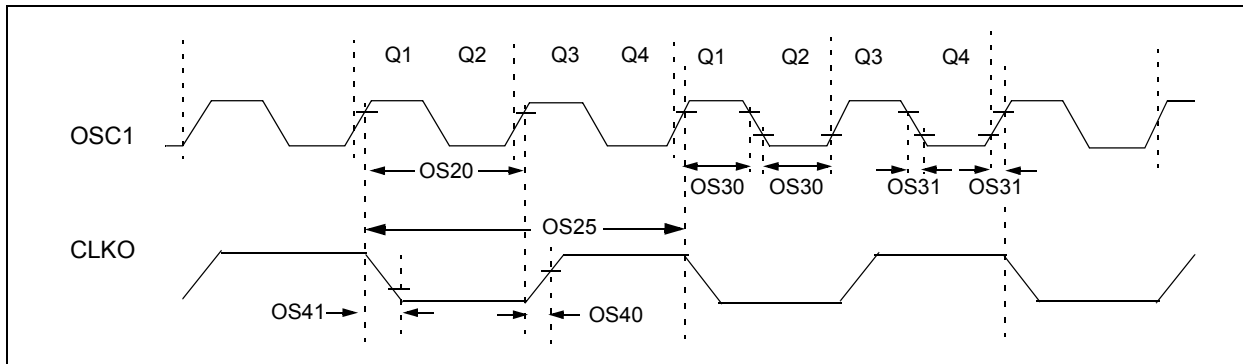 Q1 Q2 Q3 Q4 Q1 Q2 Q3 Q4
OSC1
OS20
OS30 OS30 OS31 OS31
OS25
CLKO
OS41
OS40